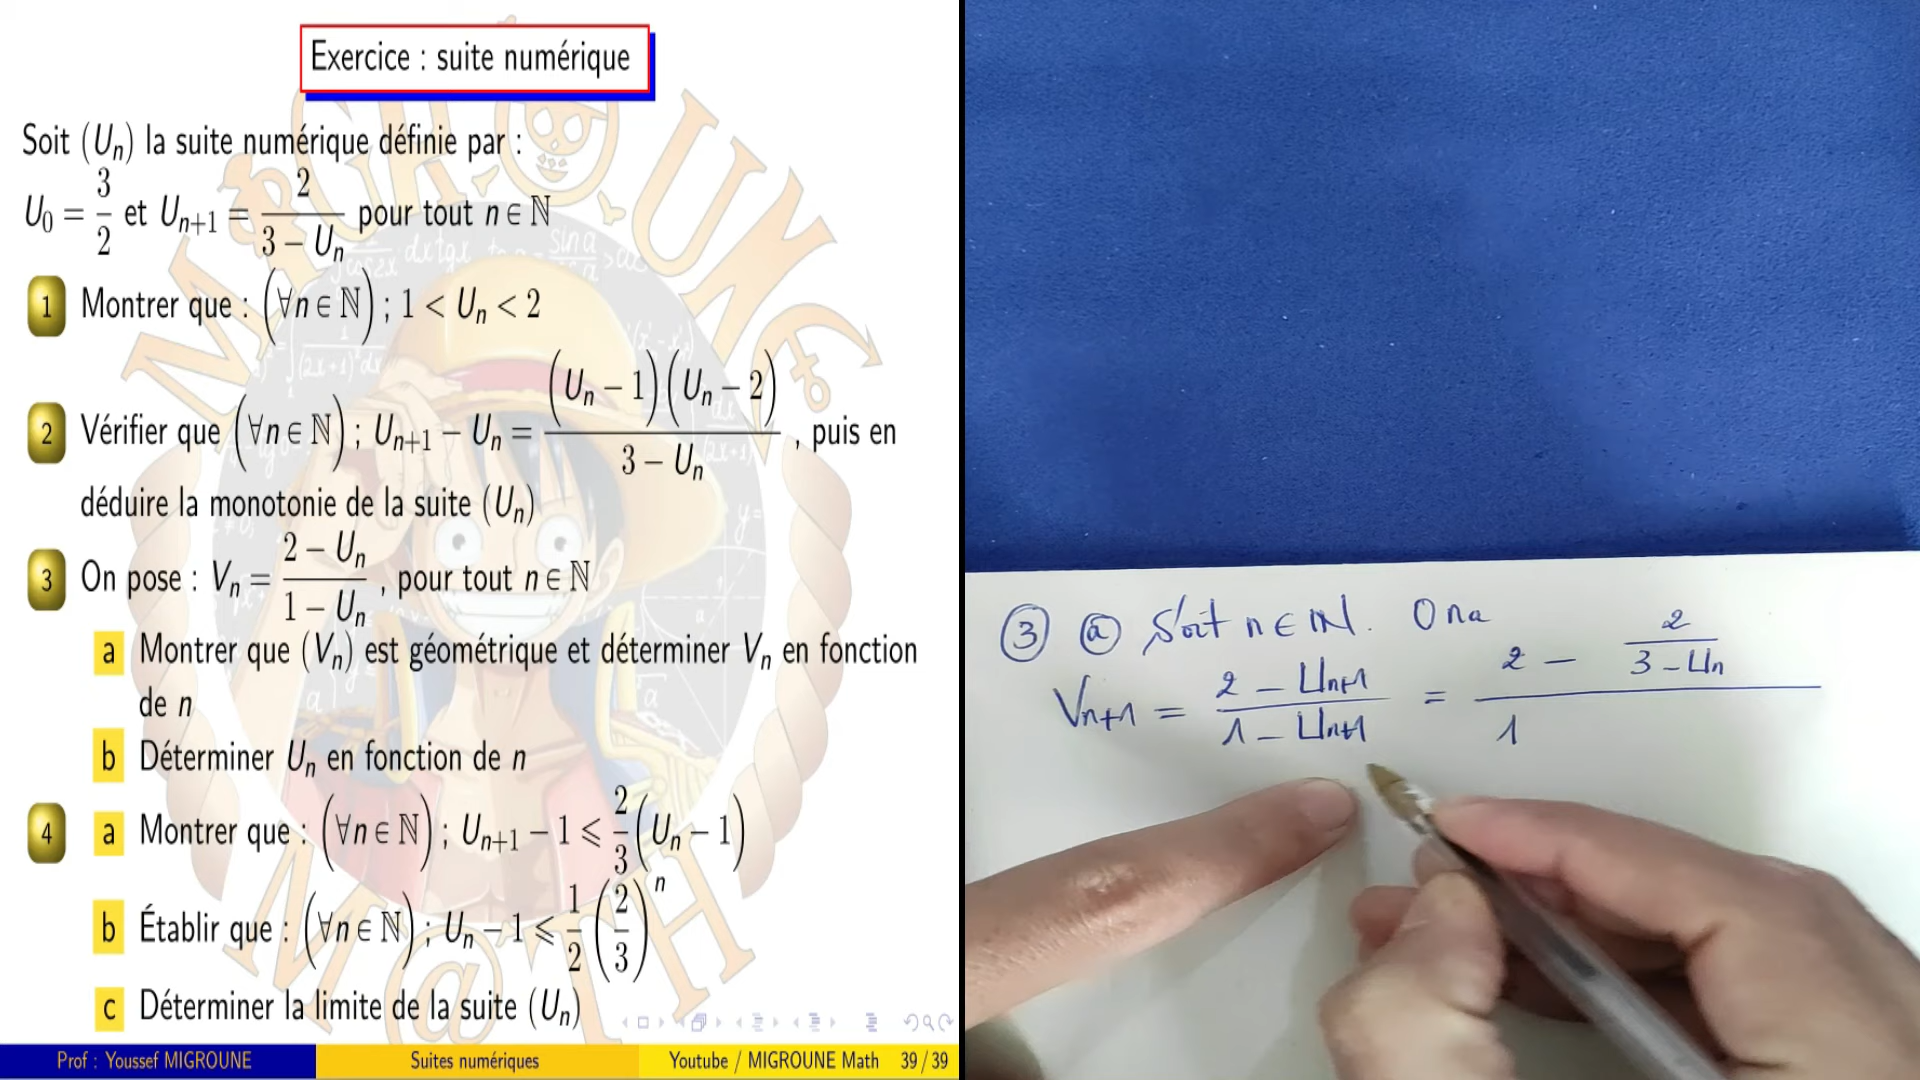 Exercice : suite numérique
Soit (Uₙ) la suite numérique définie par :
U₀ = 3/2 et Uₙ₊₁ = 2/(3 − Uₙ) pour tout n ∈ ℕ
1 Montrer que : (∀n ∈ ℕ) ; 1 < Uₙ < 2
2 Vérifier que (∀n ∈ ℕ) ; Uₙ₊₁ − Uₙ = (Uₙ − 1)(Uₙ − 2)/(3 − Uₙ) , puis en
déduire la monotonie de la suite (Uₙ)
3 On pose : Vₙ = (2 − Uₙ)/(1 − Uₙ) , pour tout n ∈ ℕ
a Montrer que (Vₙ) est géométrique et déterminer Vₙ en fonction
de n
b Déterminer Uₙ en fonction de n
4 a Montrer que : (∀n ∈ ℕ) ; Uₙ₊₁ − 1 ⩽ 2/3 (Uₙ − 1)
b Établir que : (∀n ∈ ℕ) ; Uₙ − 1 ⩽ 1/2 (2/3)ⁿ
c Déterminer la limite de la suite (Uₙ)
Prof : Youssef MIGROUNE
Suites numériques
Youtube / MIGROUNE Math 39 / 39
MIGROUNE
M@TH
3 a Soit n ∈ ℕ. On a
Vₙ₊₁ = (2 − Uₙ₊₁)/(1 − Uₙ₊₁) = (2 − 2/(3 − Uₙ))/(1